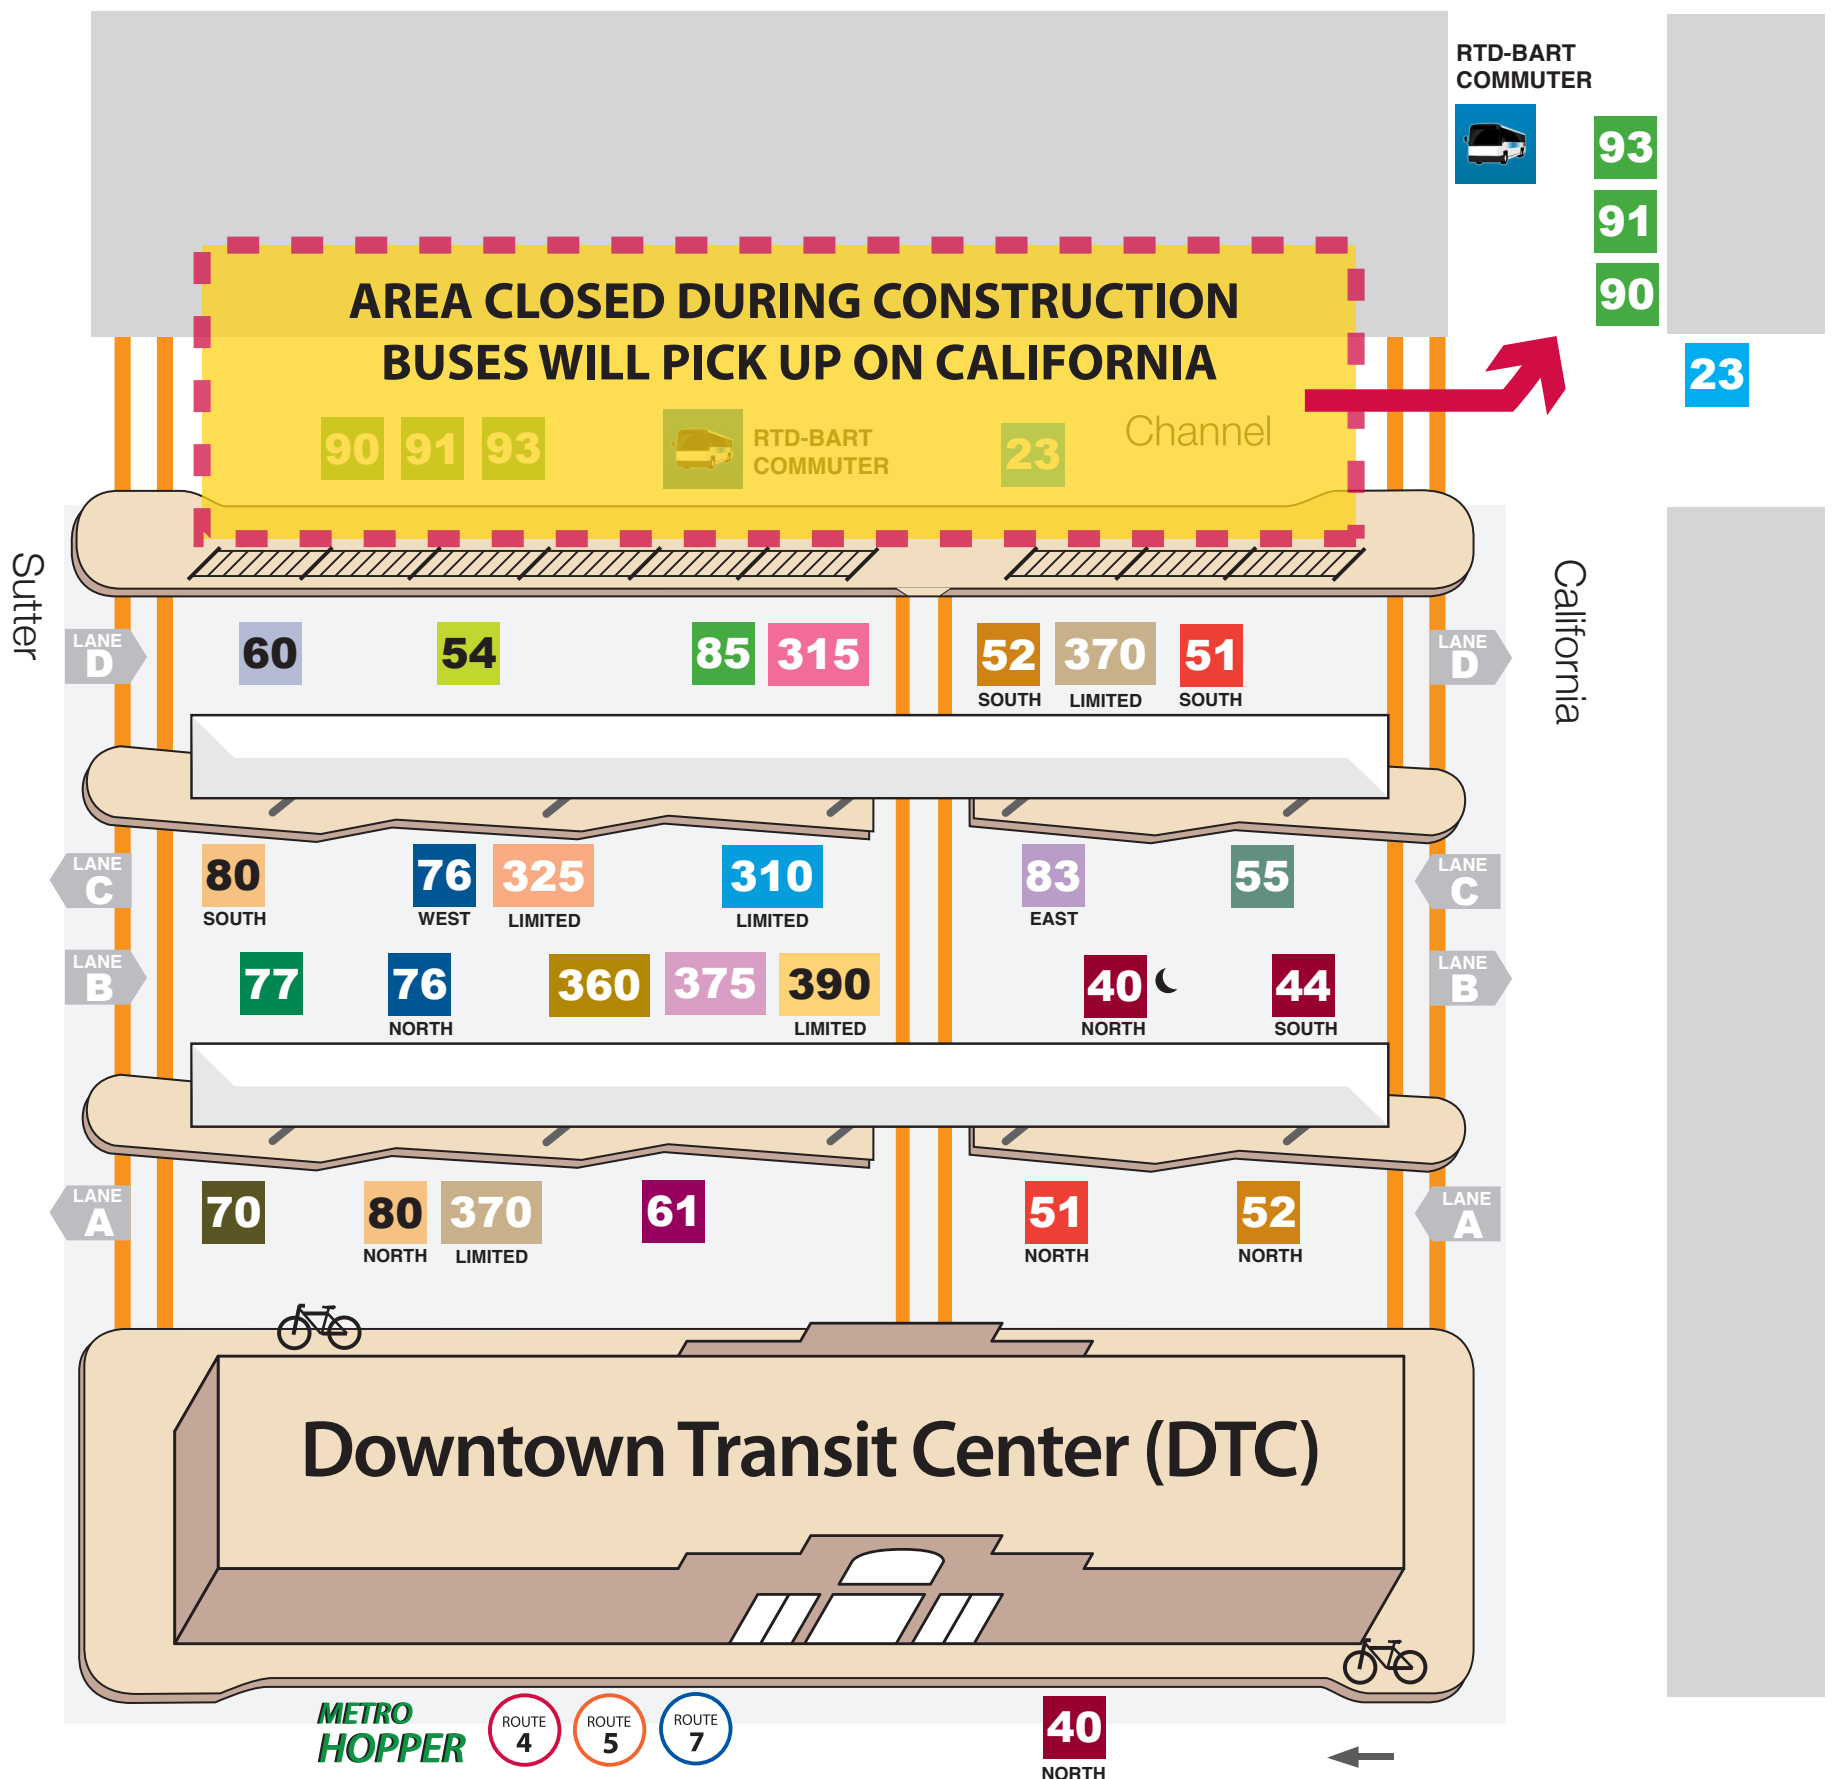 RTD-BART
COMMUTER
93
91
90
23
AREA CLOSED DURING CONSTRUCTION
BUSES WILL PICK UP ON CALIFORNIA
90 91 93
RTD-BART
COMMUTER
23
Channel
Sutter
California
LANE
D
60
54
85
315
52
SOUTH
370
LIMITED
51
SOUTH
LANE
D
LANE
C
80
SOUTH
76
WEST
325
LIMITED
310
LIMITED
83
EAST
55
LANE
C
LANE
B
77
76
NORTH
360
375
390
LIMITED
40
NORTH
44
SOUTH
LANE
B
LANE
A
70
80
NORTH
370
LIMITED
61
51
NORTH
52
NORTH
LANE
A
Downtown Transit Center (DTC)
METRO
HOPPER
ROUTE
4
ROUTE
5
ROUTE
7
40
NORTH